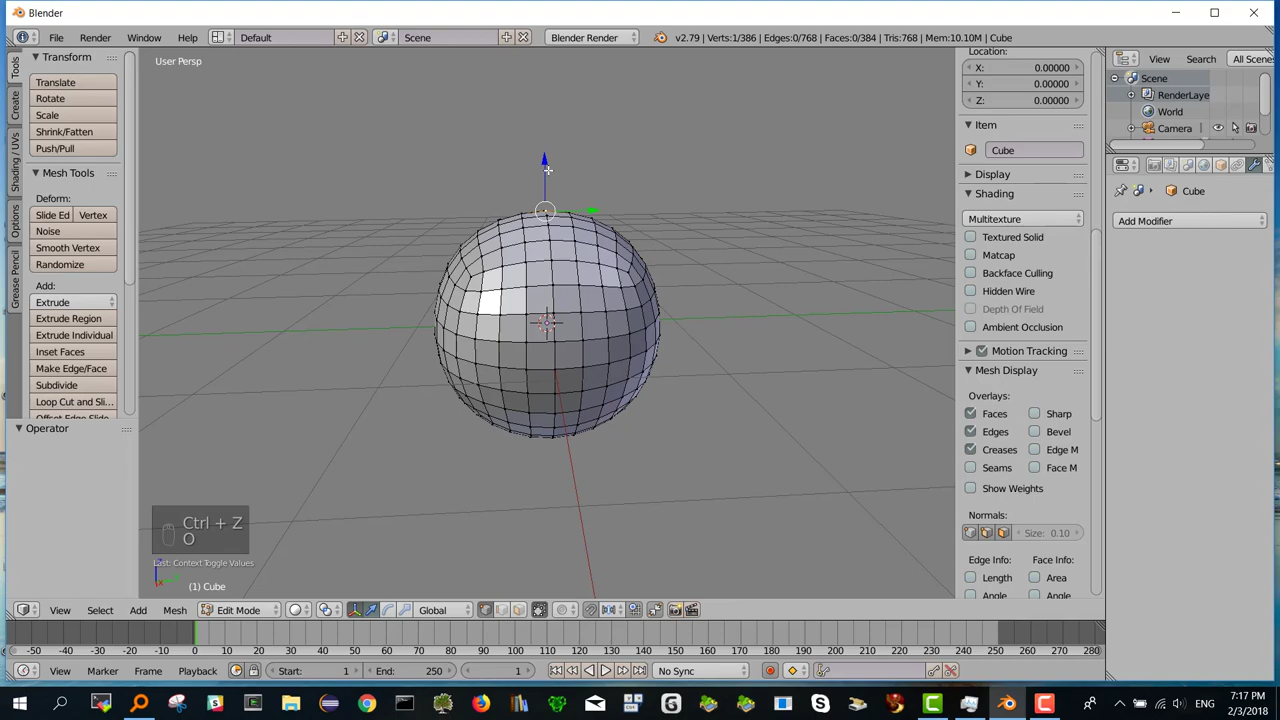 Blender
File Render Window Help Default Scene Blender Render v2.79 | Verts:1/386 | Edges:0/768 | Faces:0/384 | Tris:768 | Mem:10.10M | Cube
Tools
Create
Shading / UVs
Options
Grease Pencil
Transform
Translate
Rotate
Scale
Shrink/Fatten
Push/Pull
Mesh Tools
Deform:
Slide Ed Vertex
Noise
Smooth Vertex
Randomize
Add:
Extrude
Extrude Region
Extrude Individual
Inset Faces
Make Edge/Face
Subdivide
Loop Cut and Sli...
Offset Edge Slide
Operator
User Persp
Ctrl + Z
O
Last: Context Toggle Values
(1) Cube
Location:
X: 0.00000
Y: 0.00000
Z: 0.00000
Item
Cube
Display
Shading
Multitexture
Textured Solid
Matcap
Backface Culling
Hidden Wire
Depth Of Field
Ambient Occlusion
Motion Tracking
Mesh Display
Overlays:
Faces Sharp
Edges Bevel
Creases Edge M
Seams Face M
Show Weights
Normals:
Size: 0.10
Edge Info: Face Info:
Length Area
Angle Angle
View Search All Scene
Scene
RenderLaye
World
Camera
Cube
Add Modifier
View Select Add Mesh Edit Mode Global
0 10 20 30 40 50 60 70 80 90 100 110 120 130 140 150 160 170 180 190 200 210 220 230 240 250 260 270 280
View Marker Frame Playback Start: 1 End: 250 1 No Sync
ENG
7:17 PM
2/3/2018